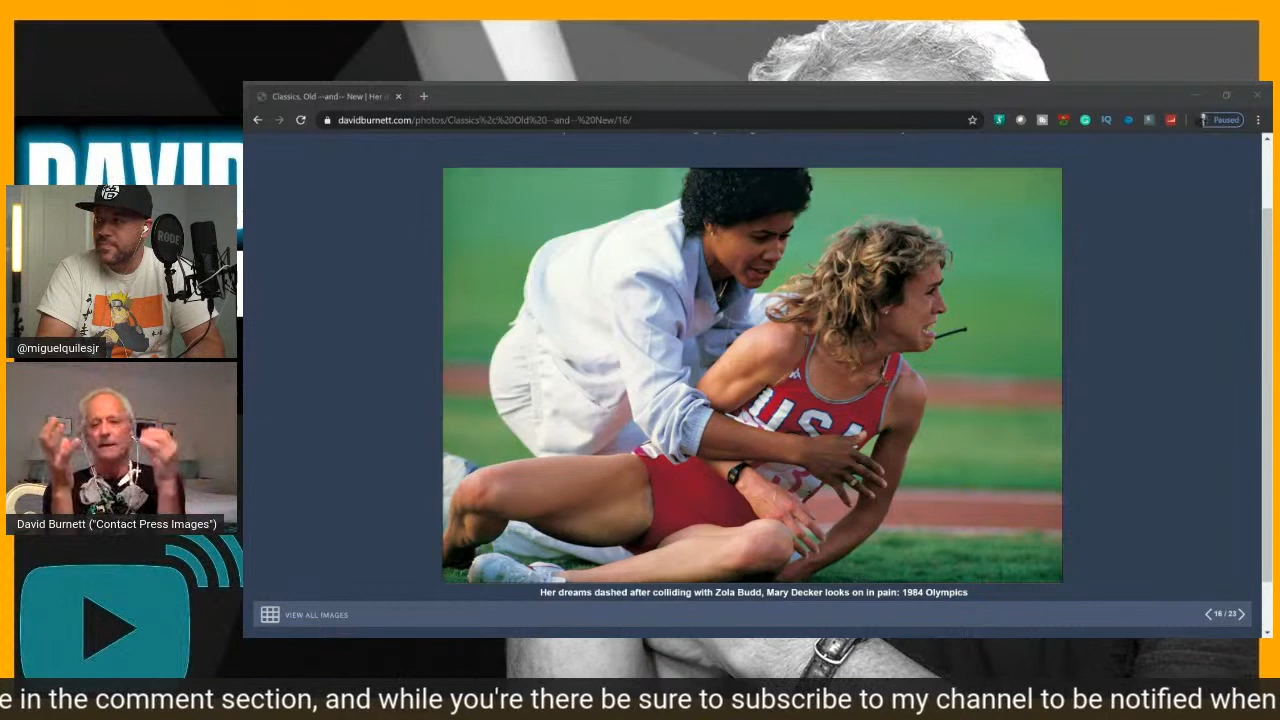 Classics, Old --and-- New | Her
davidburnett.com/photos/Classics%2c%20Old%20--and--%20New/16/
IQ
Paused
DAVID
RODE
@miguelquilesjr
USA
David Burnett ("Contact Press Images")
Her dreams dashed after colliding with Zola Budd, Mary Decker looks on in pain: 1984 Olympics
VIEW ALL IMAGES
16 / 23
e in the comment section, and while you're there be sure to subscribe to my channel to be notified when